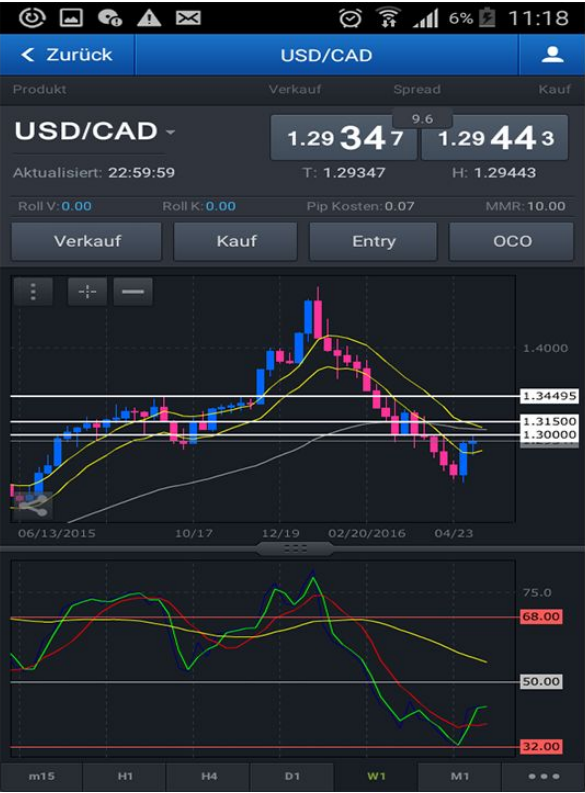 6% 11:18
Zurück USD/CAD
Produkt Verkauf Spread Kauf
9.6
USD/CAD 1.29 34 7 1.29 44 3
Aktualisiert: 22:59:59 T: 1.29347 H: 1.29443
Roll V: 0.00 Roll K: 0.00 Pip Kosten: 0.07 MMR: 10.00
Verkauf Kauf Entry OCO
1.4000
1.34495
1.31500
1.30000
06/13/2015 10/17 12/19 02/20/2016 04/23
75.0
68.00
50.00
32.00
m15 H1 H4 D1 W1 M1